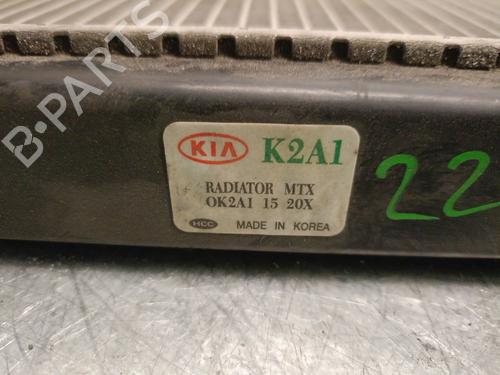 KIA K2A1
RADIATOR MTX
OK2A1 15 20X
HCC MADE IN KOREA
22
B-PARTS